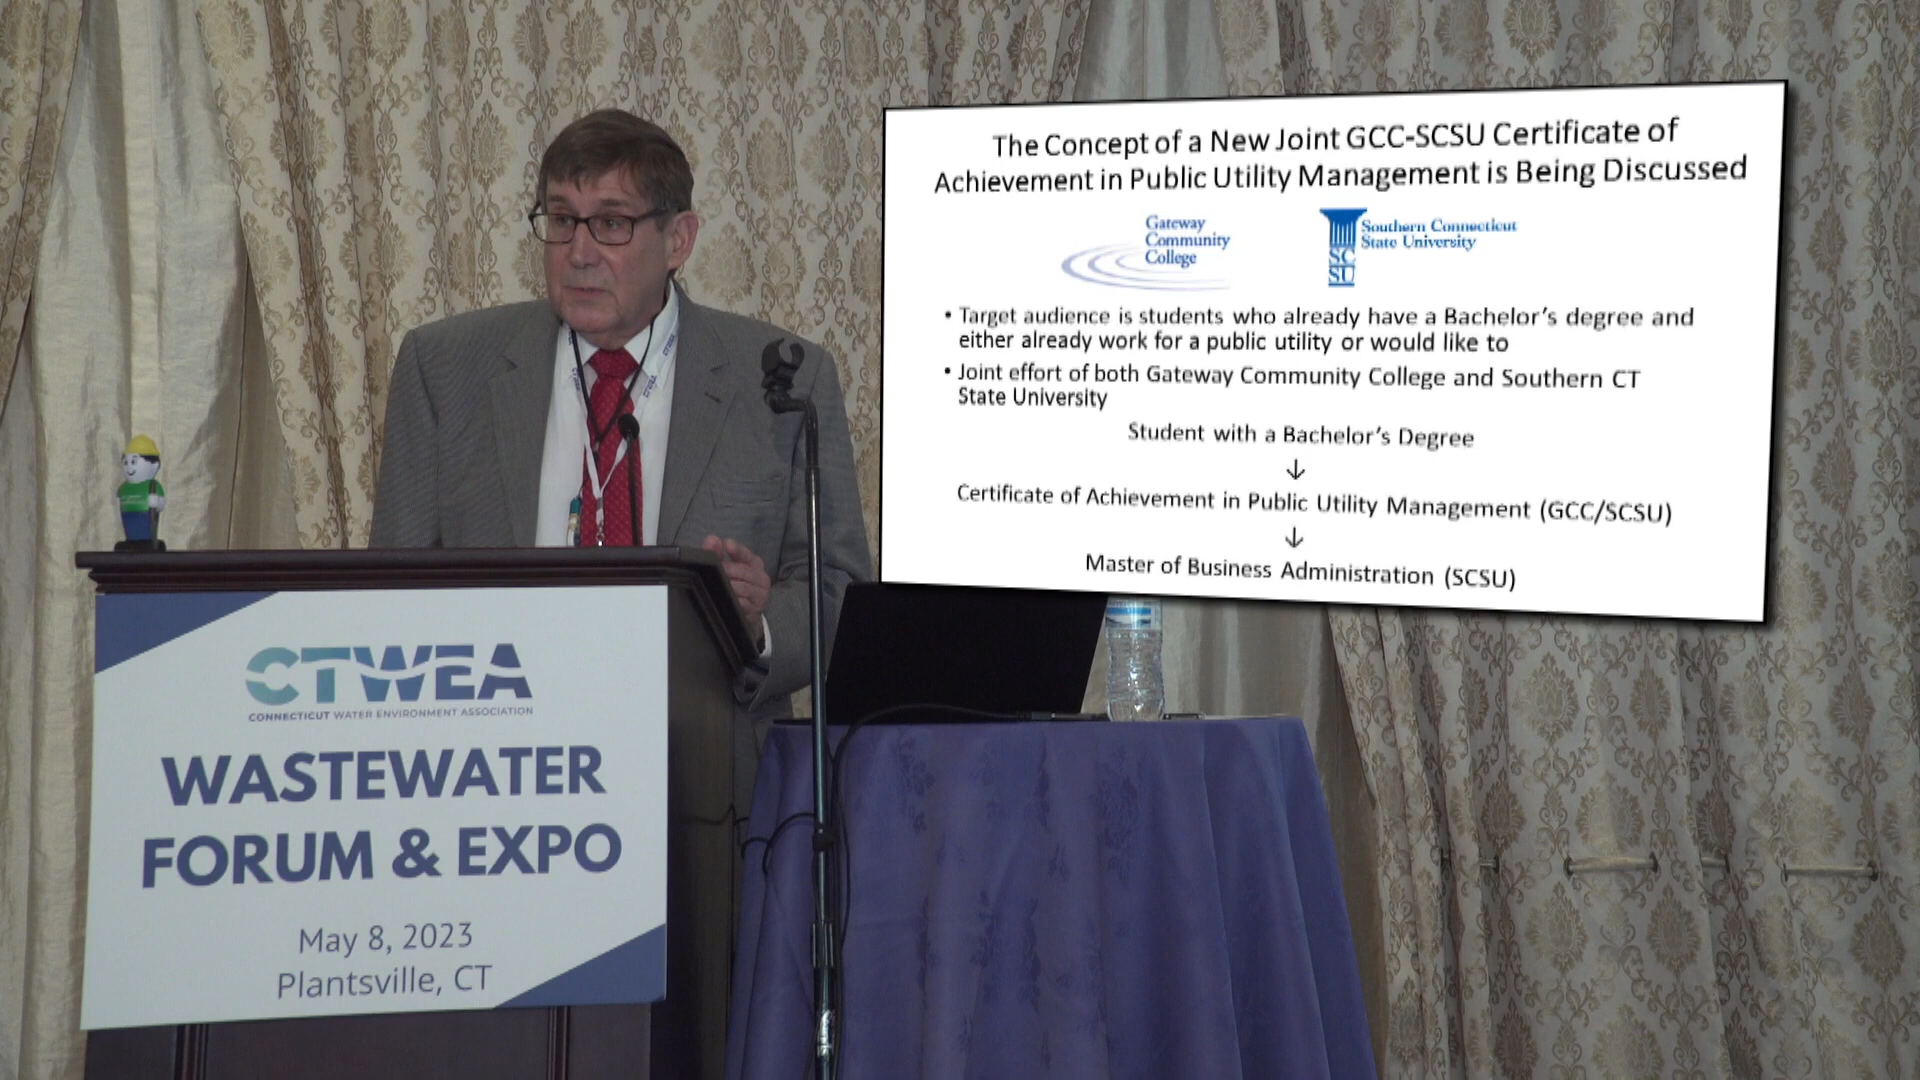 The Concept of a New Joint GCC-SCSU Certificate of
Achievement in Public Utility Management is Being Discussed
Gateway
Community
College
Southern Connecticut
State University
SC
SU
• Target audience is students who already have a Bachelor's degree and
either already work for a public utility or would like to
• Joint effort of both Gateway Community College and Southern CT
State University
Student with a Bachelor's Degree
↓
Certificate of Achievement in Public Utility Management (GCC/SCSU)
↓
Master of Business Administration (SCSU)
CTWEA
CONNECTICUT WATER ENVIRONMENT ASSOCIATION
WASTEWATER
FORUM & EXPO
May 8, 2023
Plantsville, CT